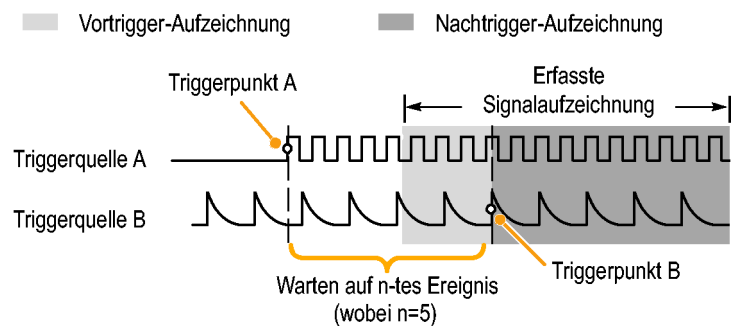 Vortrigger-Aufzeichnung
Nachtrigger-Aufzeichnung
Triggerpunkt A
Erfasste
Signalaufzeichnung
Triggerquelle A
Triggerquelle B
Warten auf n-tes Ereignis
(wobei n=5)
Triggerpunkt B